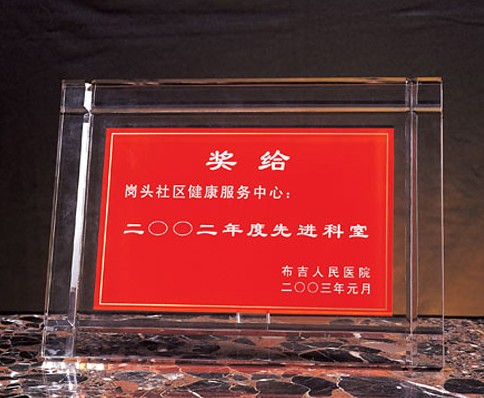 奖给
岗头社区健康服务中心：
二〇〇二年度先进科室
布吉人民医院
二〇〇三年元月